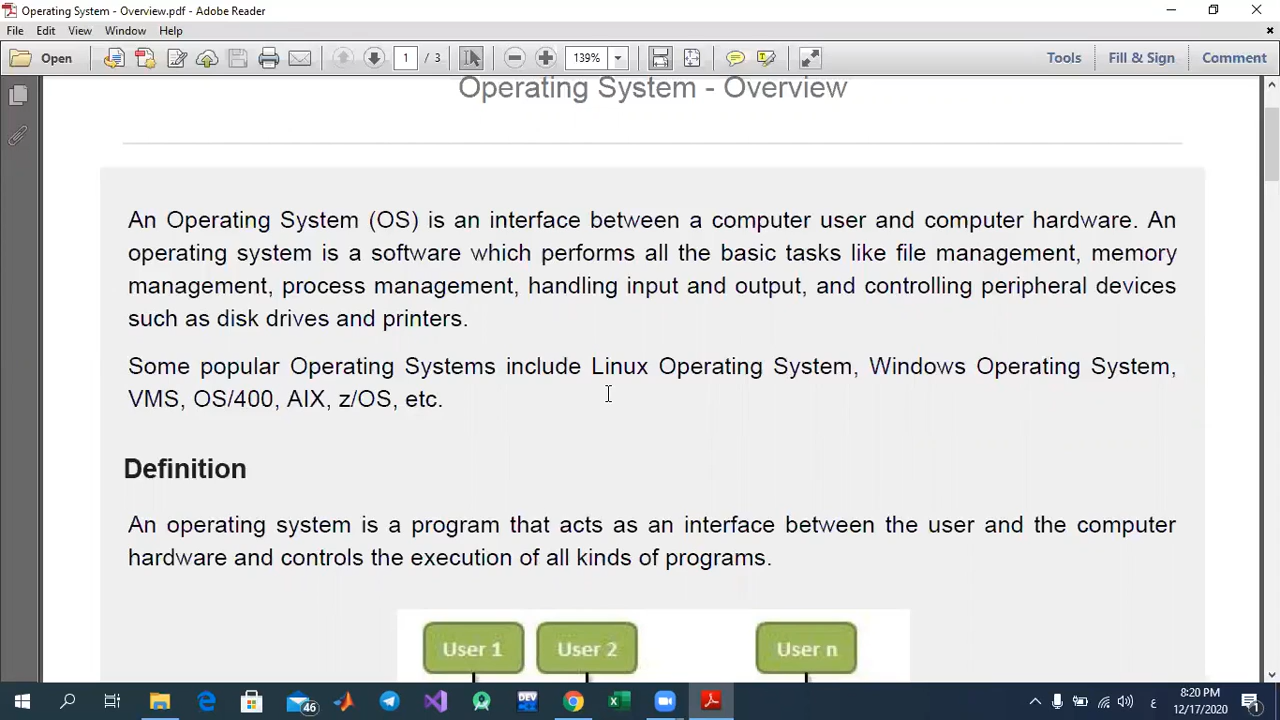 Operating System - Overview.pdf - Adobe Reader
File Edit View Window Help
Open 1 / 3 139% Tools Fill & Sign Comment
Operating System - Overview
An Operating System (OS) is an interface between a computer user and computer hardware. An
operating system is a software which performs all the basic tasks like file management, memory
management, process management, handling input and output, and controlling peripheral devices
such as disk drives and printers.
Some popular Operating Systems include Linux Operating System, Windows Operating System,
VMS, OS/400, AIX, z/OS, etc.
Definition
An operating system is a program that acts as an interface between the user and the computer
hardware and controls the execution of all kinds of programs.
User 1 User 2 User n
46 DEV ع 8:20 PM
12/17/2020 1